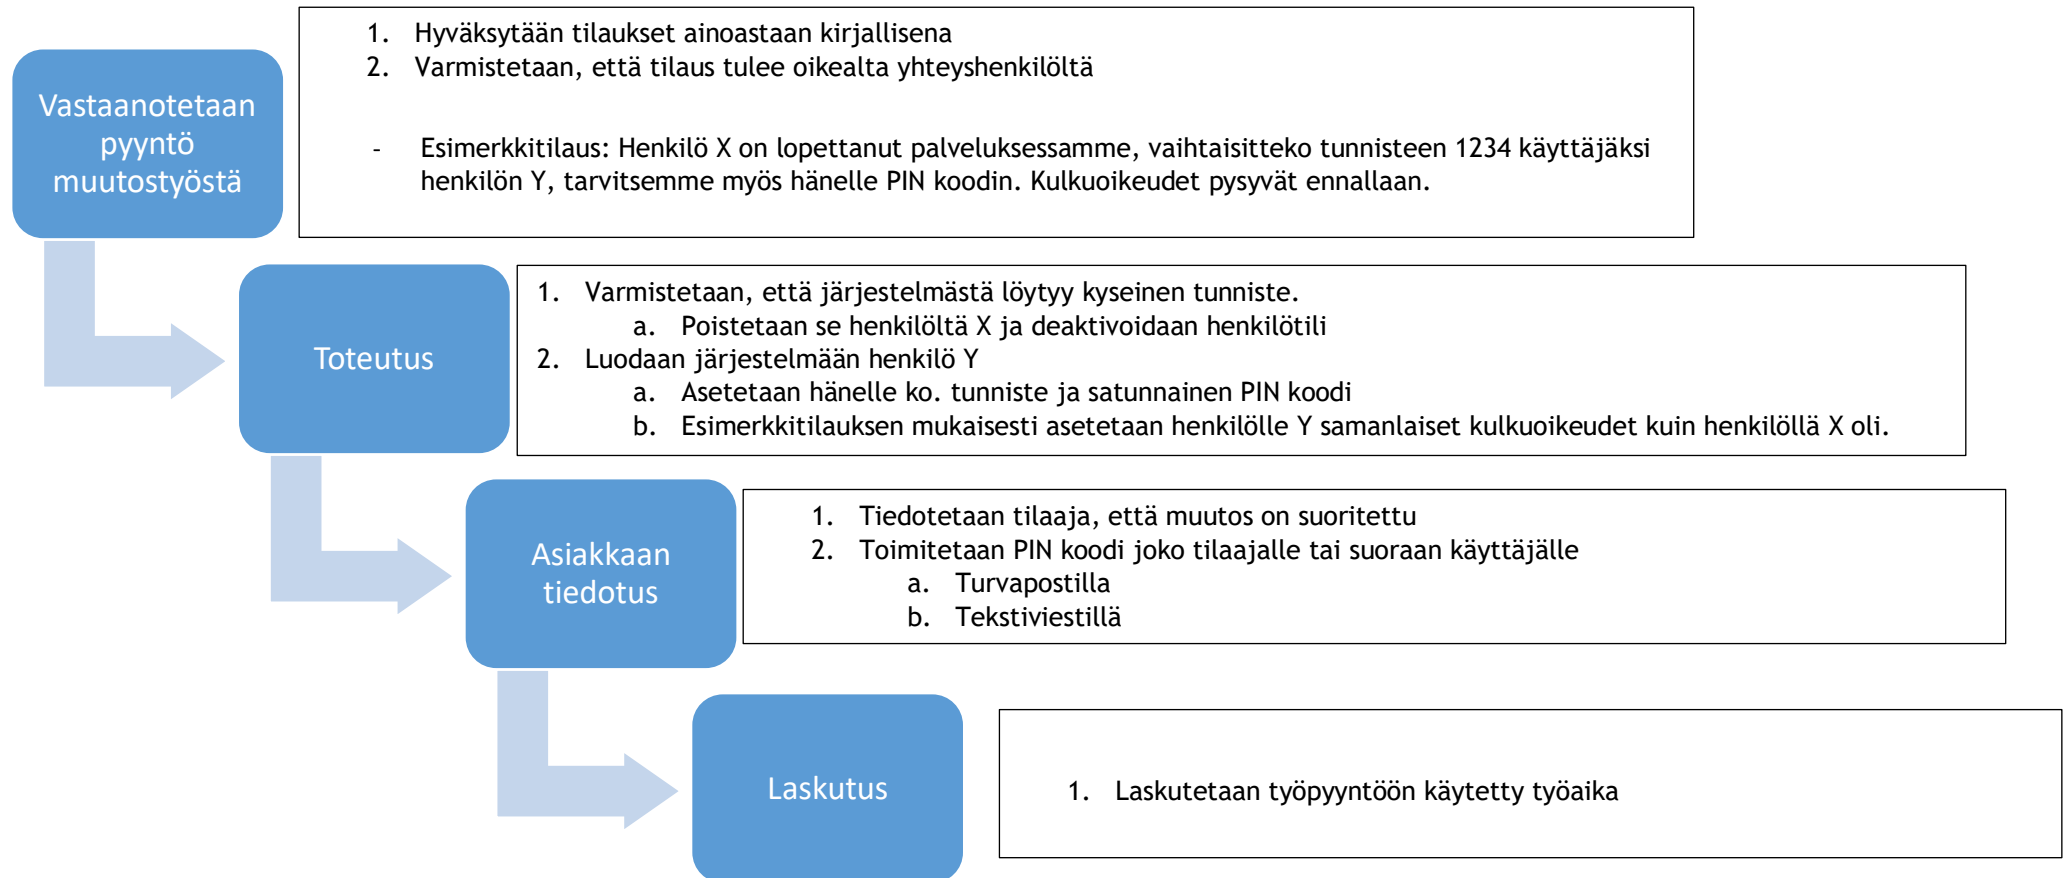 Vastaanotetaan
pyyntö
muutostyöstä
1. Hyväksytään tilaukset ainoastaan kirjallisena
2. Varmistetaan, että tilaus tulee oikealta yhteyshenkilöltä
- Esimerkkitilaus: Henkilö X on lopettanut palveluksessamme, vaihtaisitteko tunnisteen 1234 käyttäjäksi
henkilön Y, tarvitsemme myös hänelle PIN koodin. Kulkuoikeudet pysyvät ennallaan.
Toteutus
1. Varmistetaan, että järjestelmästä löytyy kyseinen tunniste.
a. Poistetaan se henkilöltä X ja deaktivoidaan henkilötili
2. Luodaan järjestelmään henkilö Y
a. Asetetaan hänelle ko. tunniste ja satunnainen PIN koodi
b. Esimerkkitilauksen mukaisesti asetetaan henkilölle Y samanlaiset kulkuoikeudet kuin henkilöllä X oli.
Asiakkaan
tiedotus
1. Tiedotetaan tilaaja, että muutos on suoritettu
2. Toimitetaan PIN koodi joko tilaajalle tai suoraan käyttäjälle
a. Turvapostilla
b. Tekstiviestillä
Laskutus
1. Laskutetaan työpyyntöön käytetty työaika